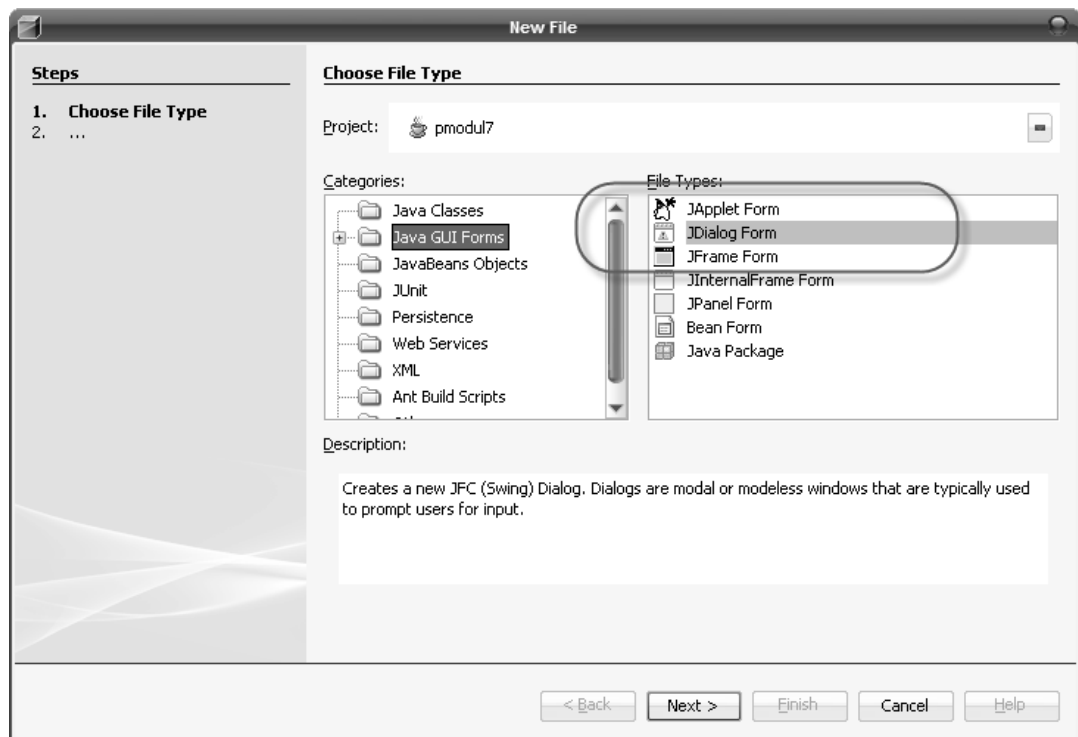 New File
Steps
1. Choose File Type
2. ...
Choose File Type
Project: pmodul7
Categories:
Java Classes
Java GUI Forms
JavaBeans Objects
JUnit
Persistence
Web Services
XML
Ant Build Scripts
File Types:
JApplet Form
JDialog Form
JFrame Form
JInternalFrame Form
JPanel Form
Bean Form
Java Package
Description:
Creates a new JFC (Swing) Dialog. Dialogs are modal or modeless windows that are typically used
to prompt users for input.
< Back Next > Finish Cancel Help